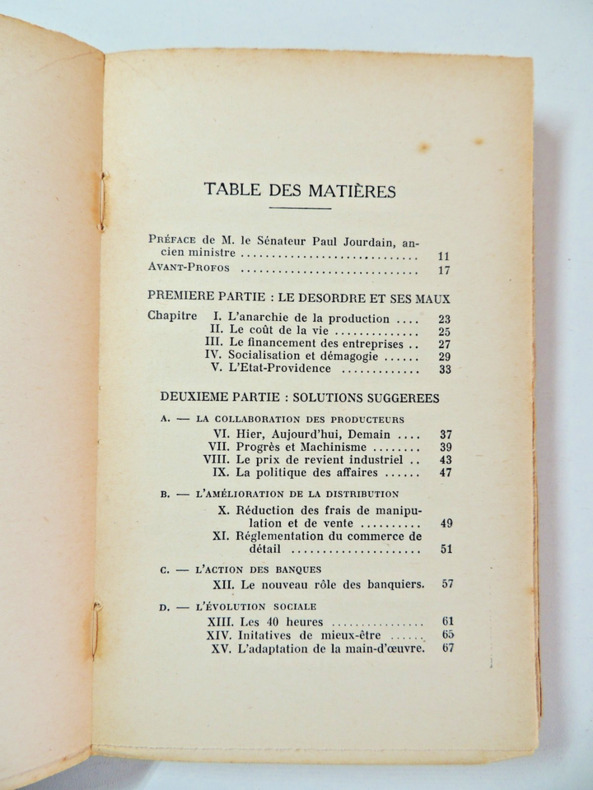 TABLE DES MATIÈRES
PRÉFACE de M. le Sénateur Paul Jourdain, an-
cien ministre ............................ 11
AVANT-PROFOS ............................ 17
PREMIERE PARTIE : LE DESORDRE ET SES MAUX
Chapitre I. L'anarchie de la production .... 23
II. Le coût de la vie .............. 25
III. Le financement des entreprises .. 27
IV. Socialisation et démagogie ...... 29
V. L'Etat-Providence ............ 33
DEUXIEME PARTIE : SOLUTIONS SUGGEREES
A. — LA COLLABORATION DES PRODUCTEURS
VI. Hier, Aujourd'hui, Demain .... 37
VII. Progrès et Machinisme ........ 39
VIII. Le prix de revient industriel .. 43
IX. La politique des affaires ...... 47
B. — L'AMÉLIORATION DE LA DISTRIBUTION
X. Réduction des frais de manipu-
lation et de vente .......... 49
XI. Réglementation du commerce de
détail ..................... 51
C. — L'ACTION DES BANQUES
XII. Le nouveau rôle des banquiers. 57
D. — L'ÉVOLUTION SOCIALE
XIII. Les 40 heures ............... 61
XIV. Initatives de mieux-être ...... 65
XV. L'adaptation de la main-d'œuvre. 67